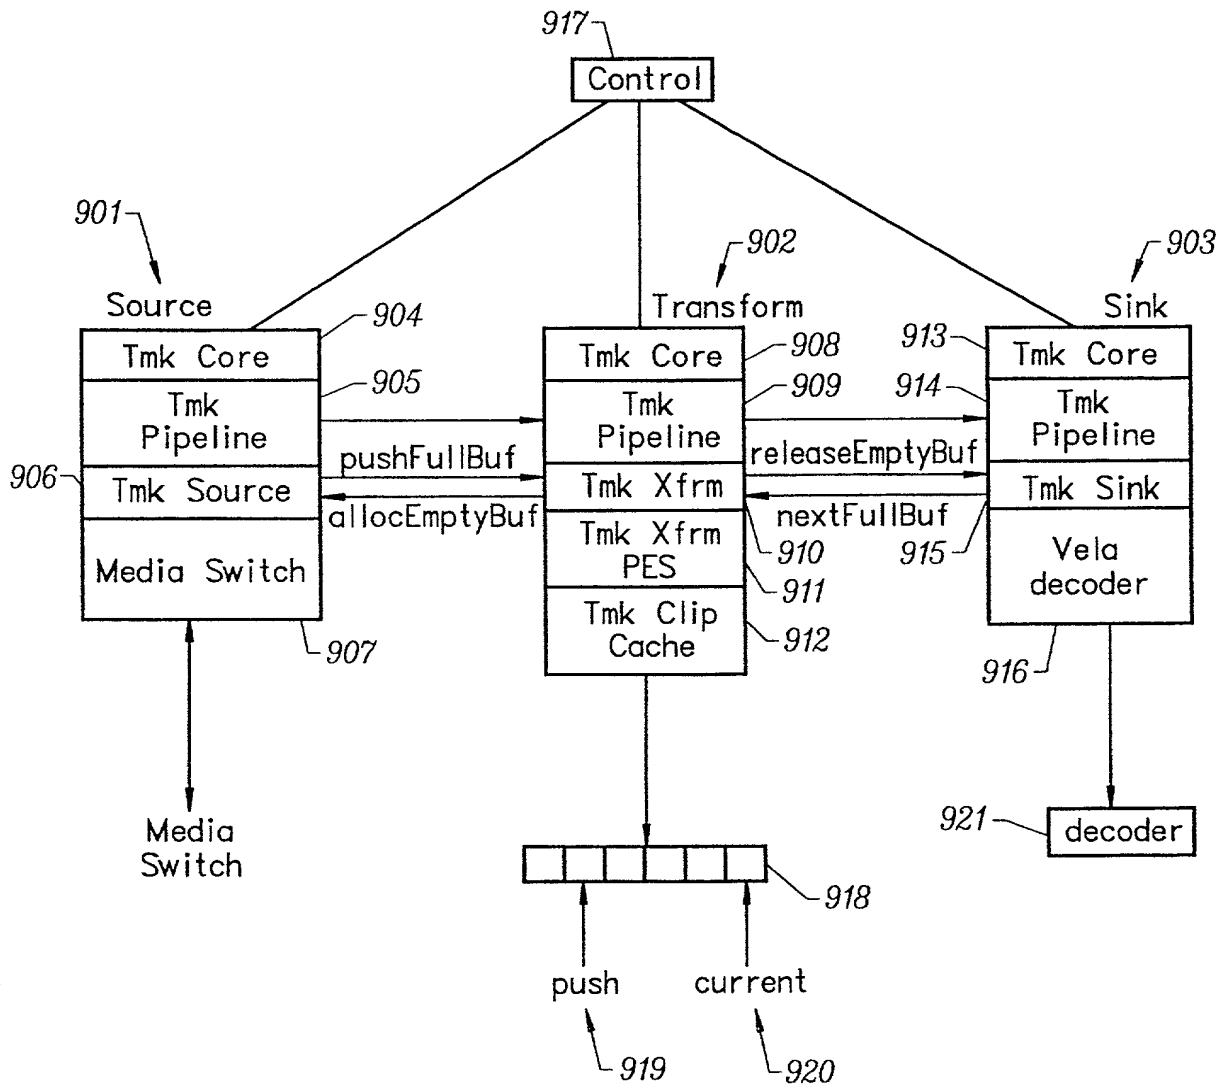 917
Control
901
902
903
Source
Transform
Sink
904
908
913
Tmk Core
Tmk Core
Tmk Core
905
909
914
Tmk
Pipeline
Tmk
Pipeline
Tmk
Pipeline
pushFullBuf
releaseEmptyBuf
906
Tmk Source
Tmk Xfrm
Tmk Sink
allocEmptyBuf
nextFullBuf
910
915
Media Switch
Tmk Xfrm
PES
Vela
decoder
911
907
Tmk Clip
Cache
912
916
Media
Switch
921
decoder
918
push
current
919
920